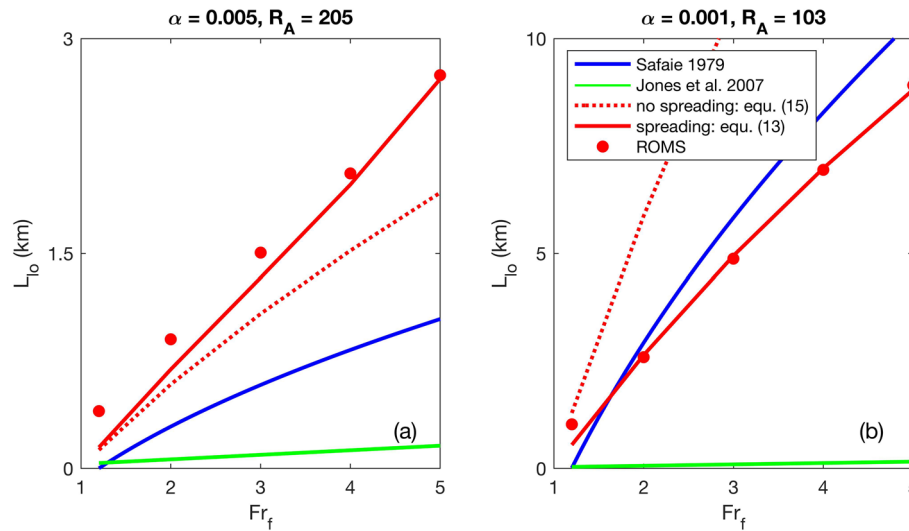 α = 0.005, R_A = 205
3
1.5
0
L_lo (km)
1
2
3
4
5
Fr_f
(a)
α = 0.001, R_A = 103
10
5
0
L_lo (km)
1
2
3
4
Fr_f
(b)
Safaie 1979
Jones et al. 2007
no spreading: equ. (15)
spreading: equ. (13)
ROMS